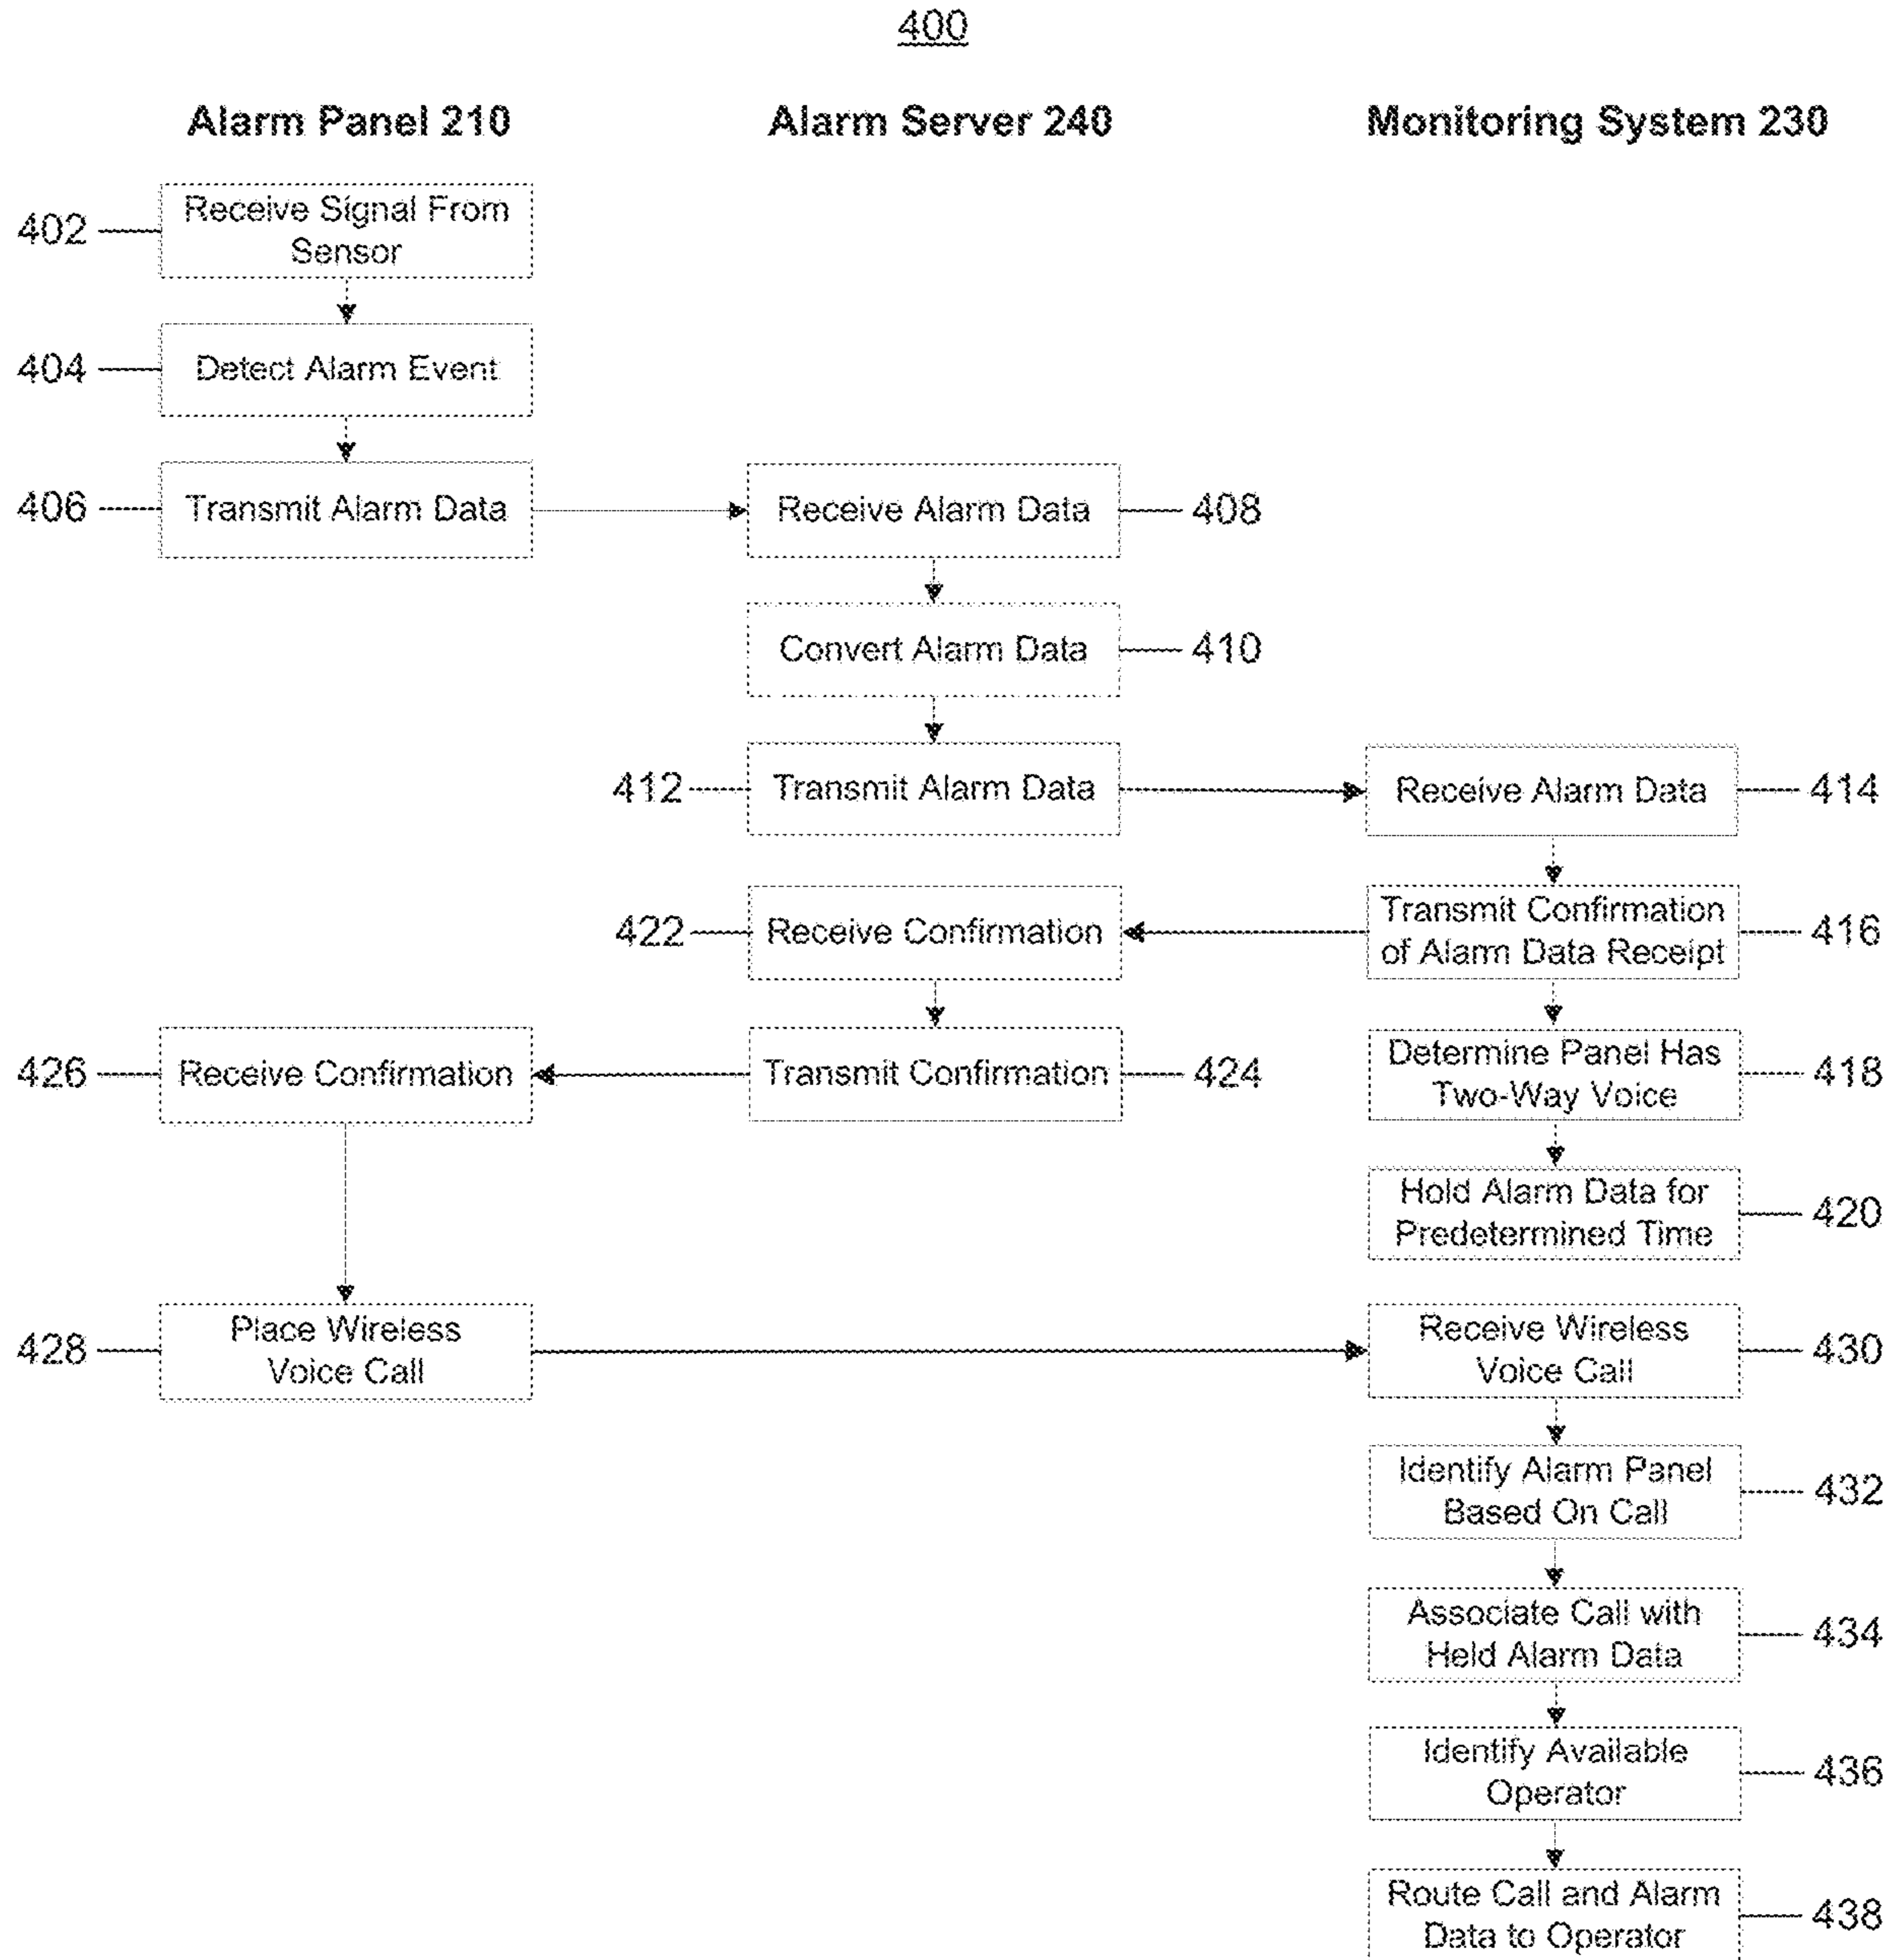 400
Alarm Panel 210
Alarm Server 240
Monitoring System 230
402
Receive Signal From
Sensor
404
Detect Alarm Event
406
Transmit Alarm Data
Receive Alarm Data
408
Convert Alarm Data
410
412
Transmit Alarm Data
Receive Alarm Data
414
422
Receive Confirmation
Transmit Confirmation
of Alarm Data Receipt
416
426
Receive Confirmation
Transmit Confirmation
424
Determine Panel Has
Two-Way Voice
418
Hold Alarm Data for
Predetermined Time
420
428
Place Wireless
Voice Call
Receive Wireless
Voice Call
430
Identify Alarm Panel
Based On Call
432
Associate Call with
Held Alarm Data
434
Identify Available
Operator
436
Route Call and Alarm
Data to Operator
438